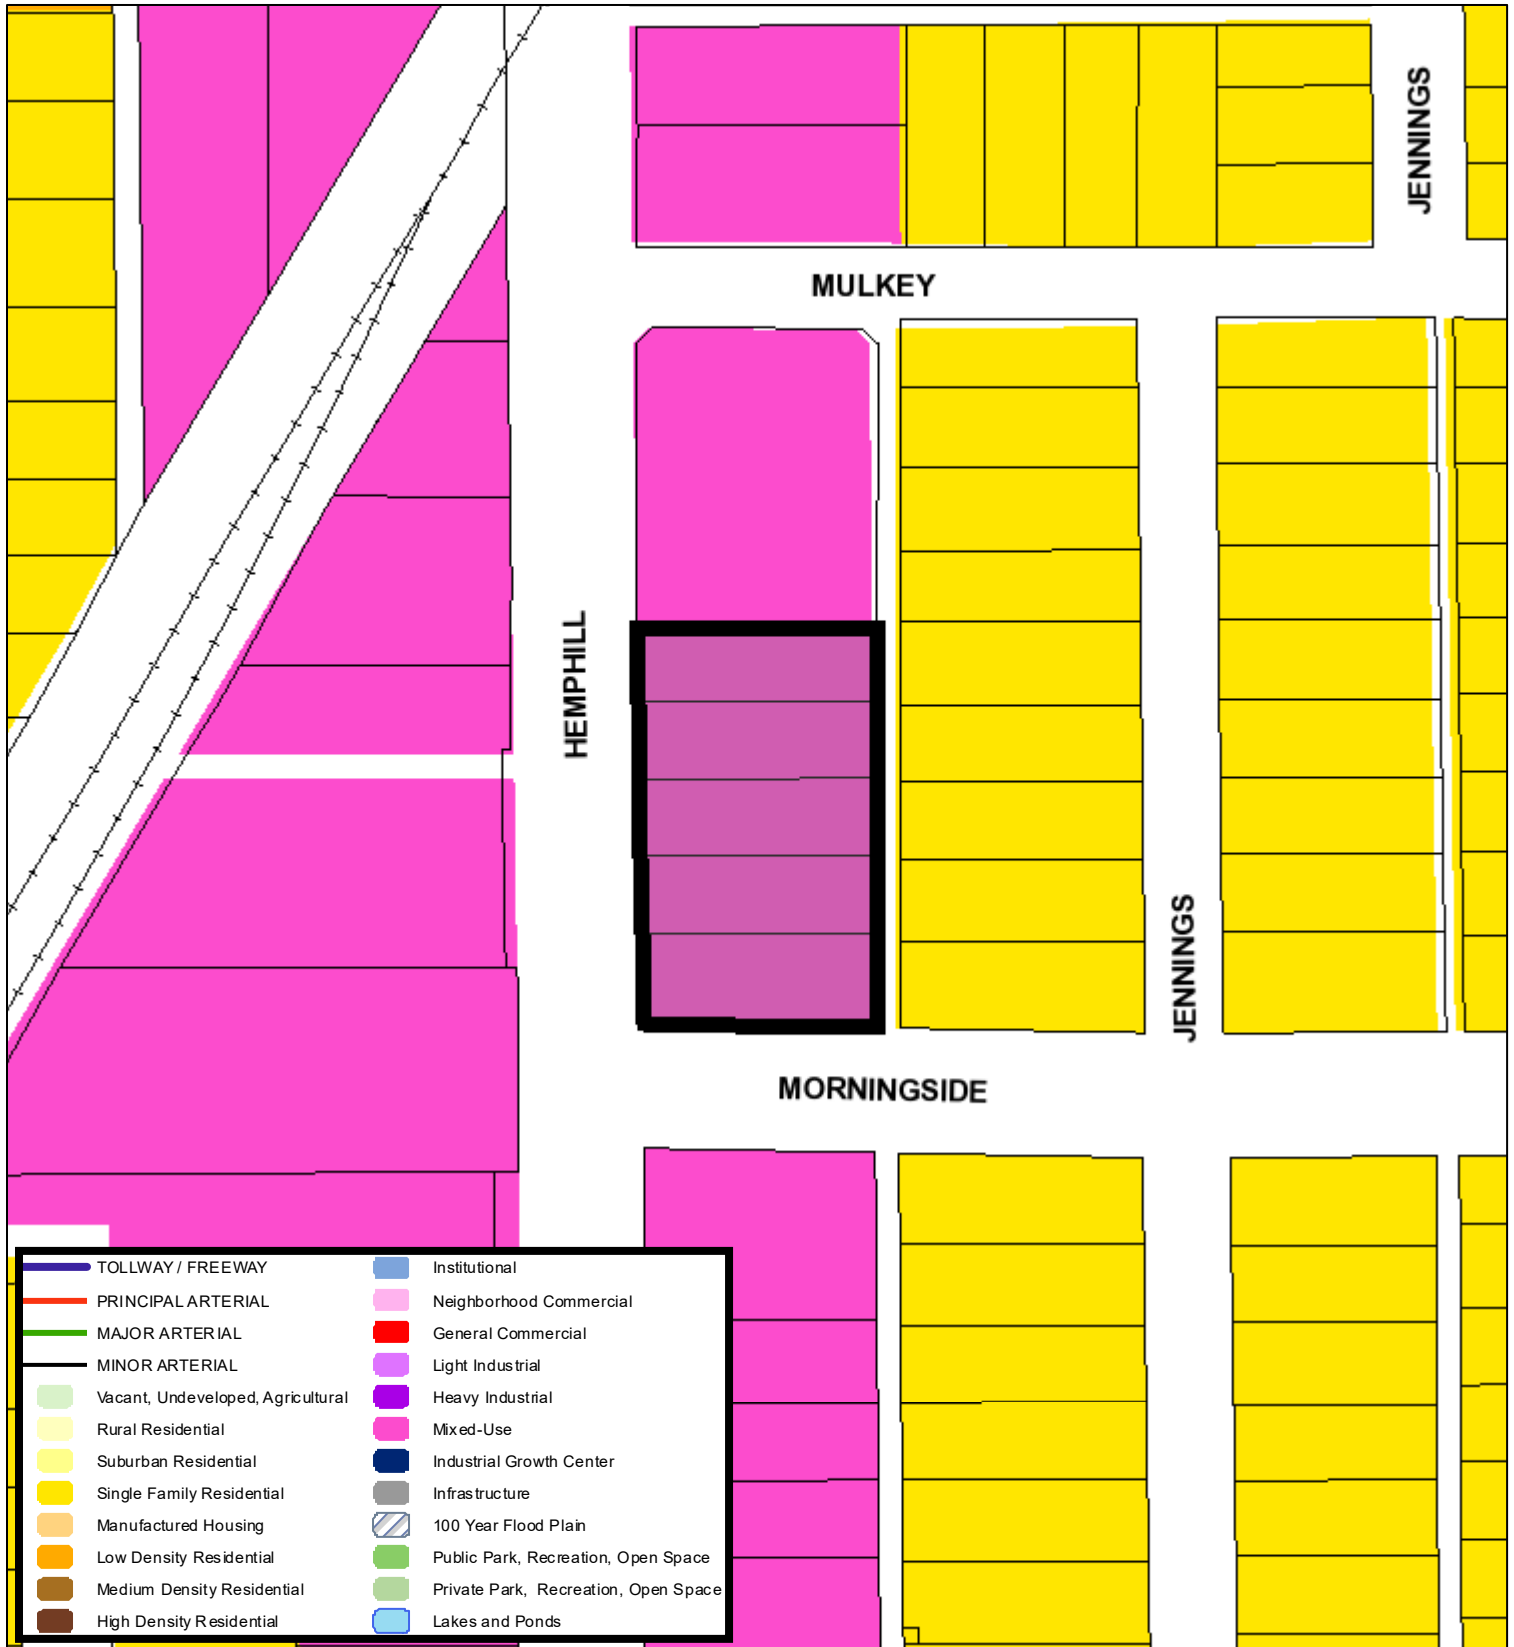 JENNINGS
MULKEY
HEMPHILL
JENNINGS
MORNINGSIDE
TOLLWAY / FREEWAY
PRINCIPAL ARTERIAL
MAJOR ARTERIAL
MINOR ARTERIAL
Vacant, Undeveloped, Agricultural
Rural Residential
Suburban Residential
Single Family Residential
Manufactured Housing
Low Density Residential
Medium Density Residential
High Density Residential
Institutional
Neighborhood Commercial
General Commercial
Light Industrial
Heavy Industrial
Mixed-Use
Industrial Growth Center
Infrastructure
100 Year Flood Plain
Public Park, Recreation, Open Space
Private Park, Recreation, Open Space
Lakes and Ponds